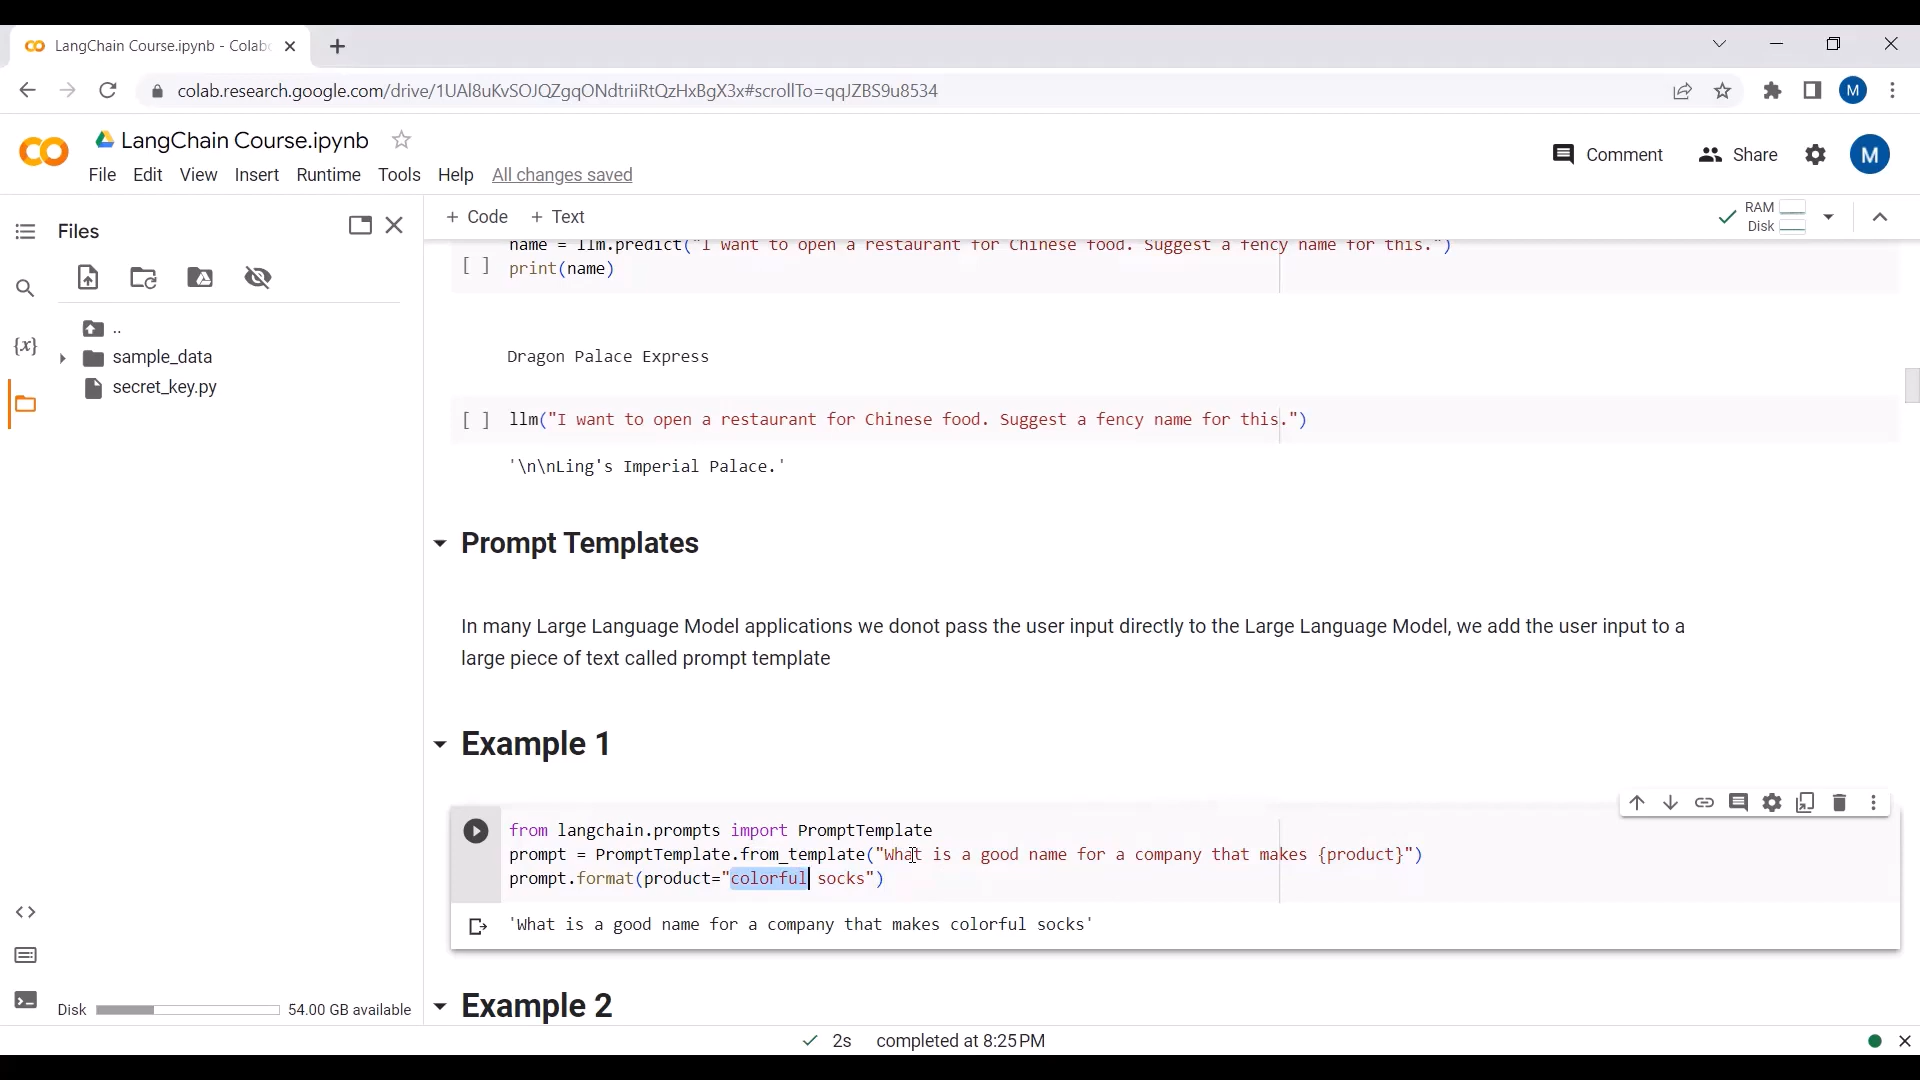 LangChain Course.ipynb - Colab
colab.research.google.com/drive/1UAl8uKvSOJQZgqONdtriiRtQzHxBgX3x#scrollTo=qqJZBS9u8534
M
LangChain Course.ipynb
Comment
Share
M
File Edit View Insert Runtime Tools Help All changes saved
Files
+ Code + Text
RAM
Disk
..
sample_data
secret_key.py
{x}
name = llm.predict("I want to open a restaurant for Chinese food. Suggest a fency name for this.")
[ ] print(name)
Dragon Palace Express
[ ] llm("I want to open a restaurant for Chinese food. Suggest a fency name for this.")
'\n\nLing's Imperial Palace.'
Prompt Templates
In many Large Language Model applications we donot pass the user input directly to the Large Language Model, we add the user input to a
large piece of text called prompt template
Example 1
from langchain.prompts import PromptTemplate
prompt = PromptTemplate.from_template("What is a good name for a company that makes {product}")
prompt.format(product="colorful socks")
'What is a good name for a company that makes colorful socks'
Example 2
Disk 54.00 GB available
2s completed at 8:25 PM